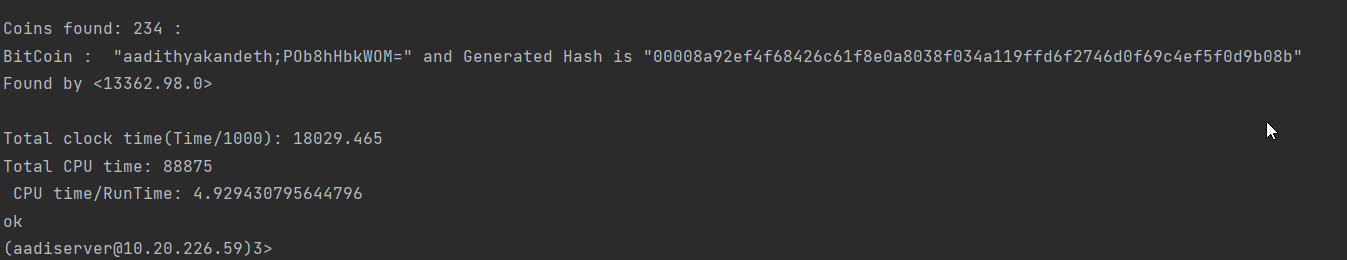 Coins found: 234 :
BitCoin :  "aadithyakandeth;POb8hHbkWOM=" and Generated Hash is "00008a92ef4f68426c61f8e0a8038f034a119ffd6f2746d0f69c4ef5f0d9b08b"
Found by <13362.98.0>
Total clock time(Time/1000): 18029.465
Total CPU time: 88875
 CPU time/RunTime: 4.929430795644796
ok
(aadiserver@10.20.226.59)3>